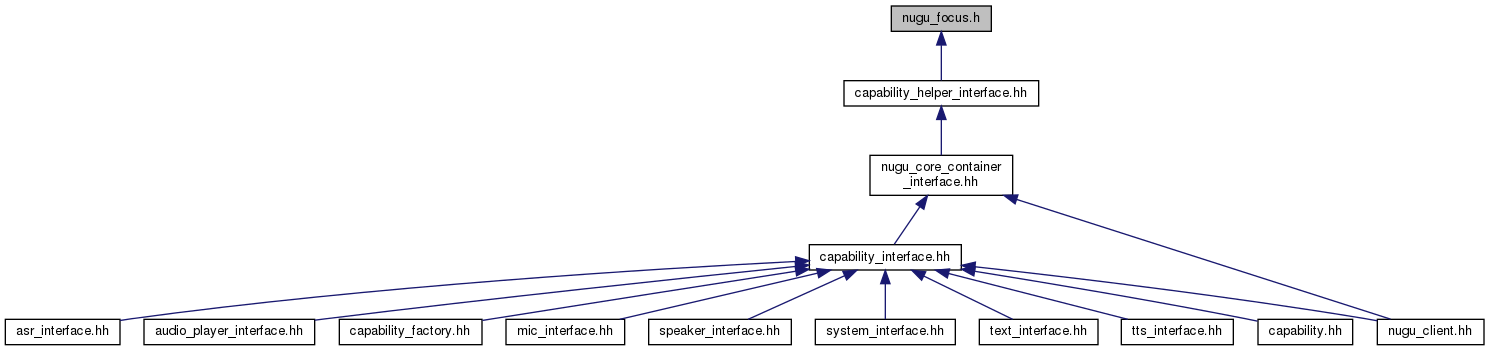 nugu_focus.h
capability_helper_interface.hh
nugu_core_container
_interface.hh
capability_interface.hh
asr_interface.hh
audio_player_interface.hh
capability_factory.hh
mic_interface.hh
speaker_interface.hh
system_interface.hh
text_interface.hh
tts_interface.hh
capability.hh
nugu_client.hh